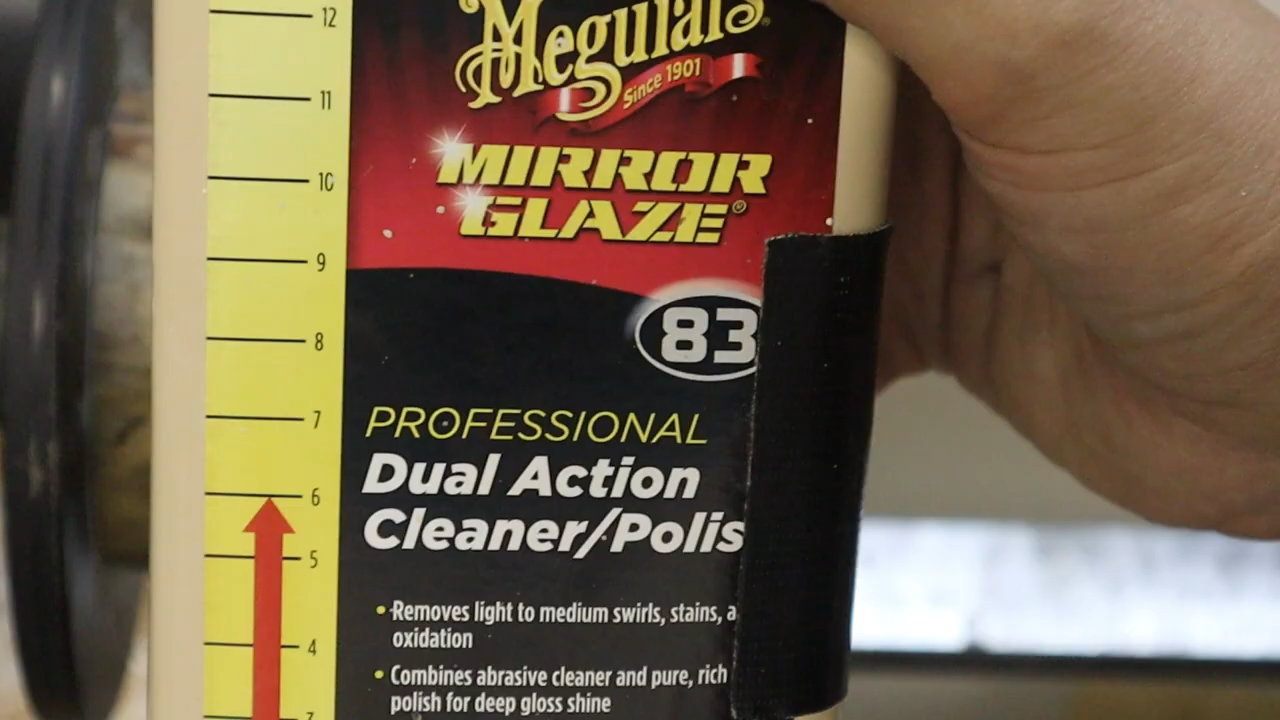 Meguiar's
Since 1901
MIRROR
GLAZE®
83
PROFESSIONAL
Dual Action
Cleaner/Polis
•Removes light to medium swirls, stains, a
oxidation
•Combines abrasive cleaner and pure, rich
polish for deep gloss shine
12
11
10
9
8
7
6
5
4
3